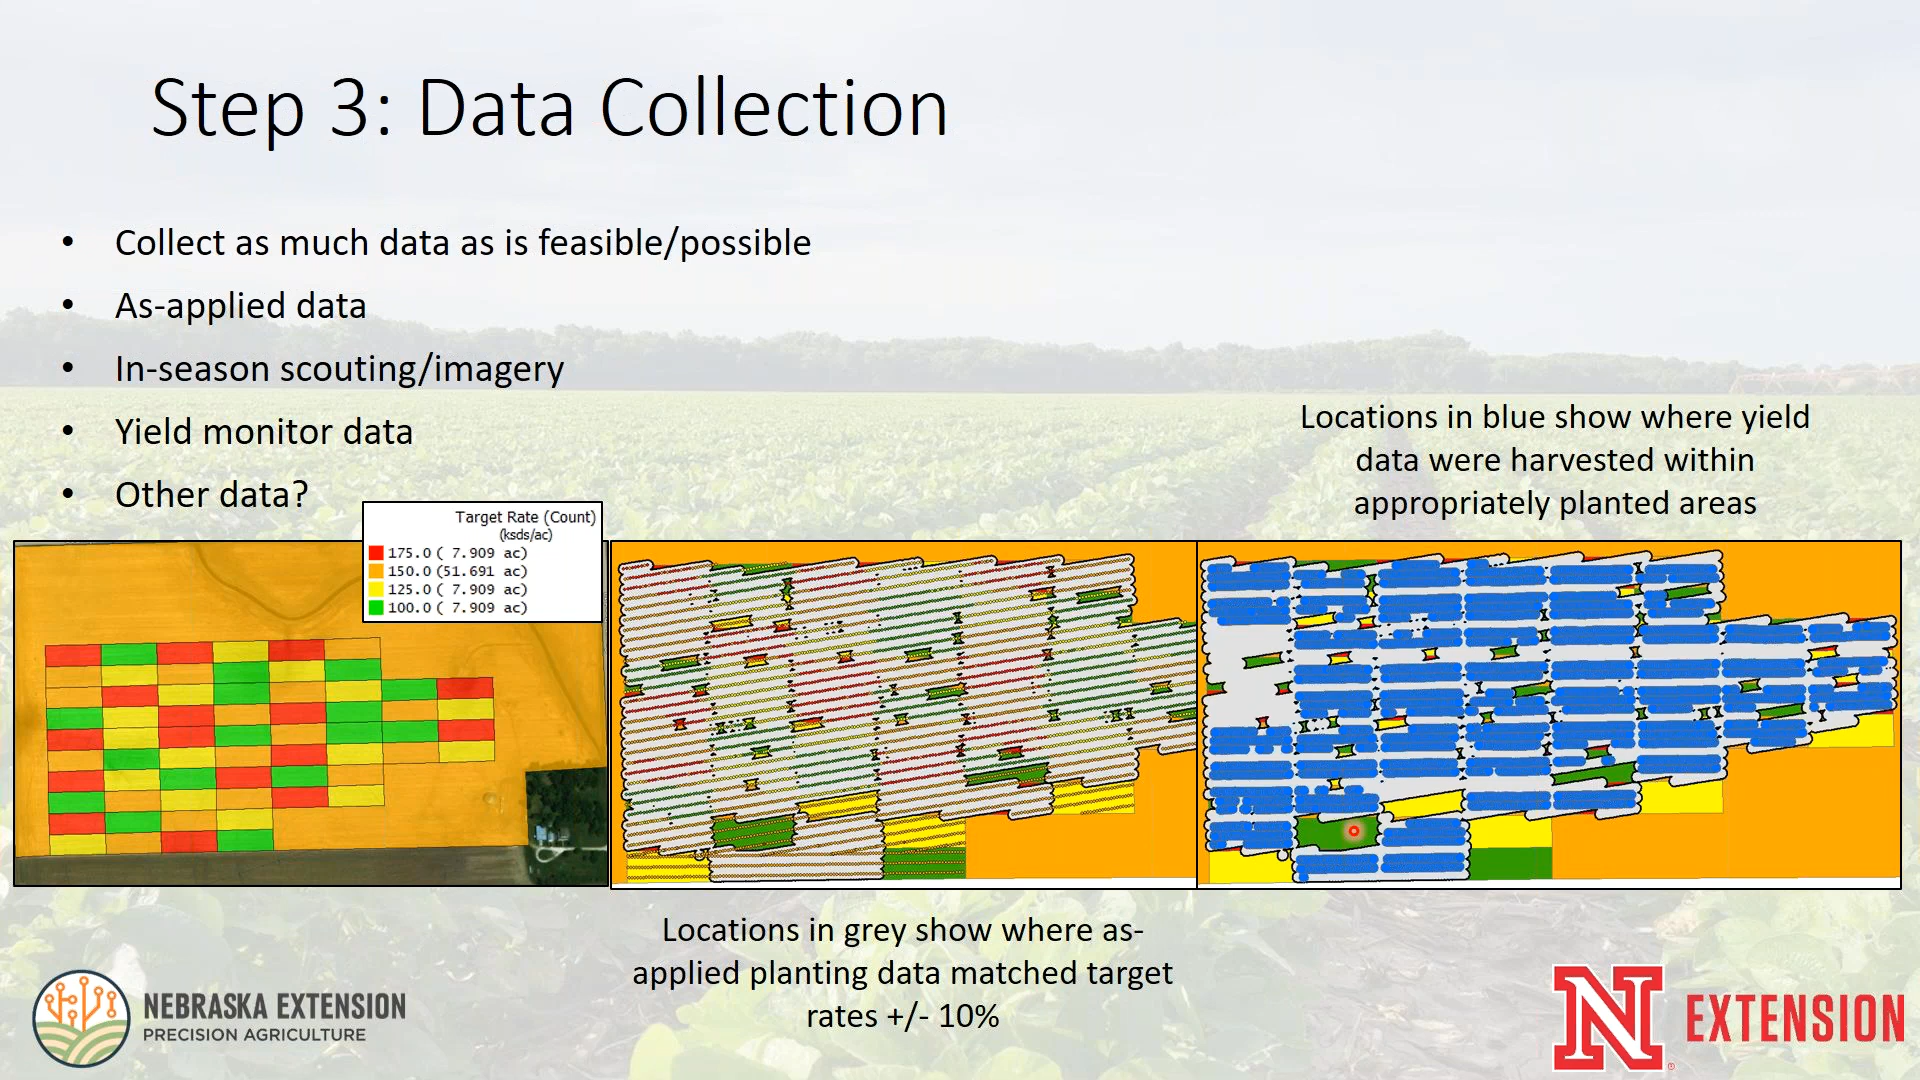 Step 3: Data Collection
• Collect as much data as is feasible/possible
• As-applied data
• In-season scouting/imagery
• Yield monitor data
• Other data?
Locations in blue show where yield
data were harvested within
appropriately planted areas
Target Rate (Count)
(ksds/ac)
175.0 ( 7.909 ac)
150.0 (51.691 ac)
125.0 ( 7.909 ac)
100.0 ( 7.909 ac)
Locations in grey show where as-
applied planting data matched target
rates +/- 10%
NEBRASKA EXTENSION
PRECISION AGRICULTURE
N EXTENSION
®